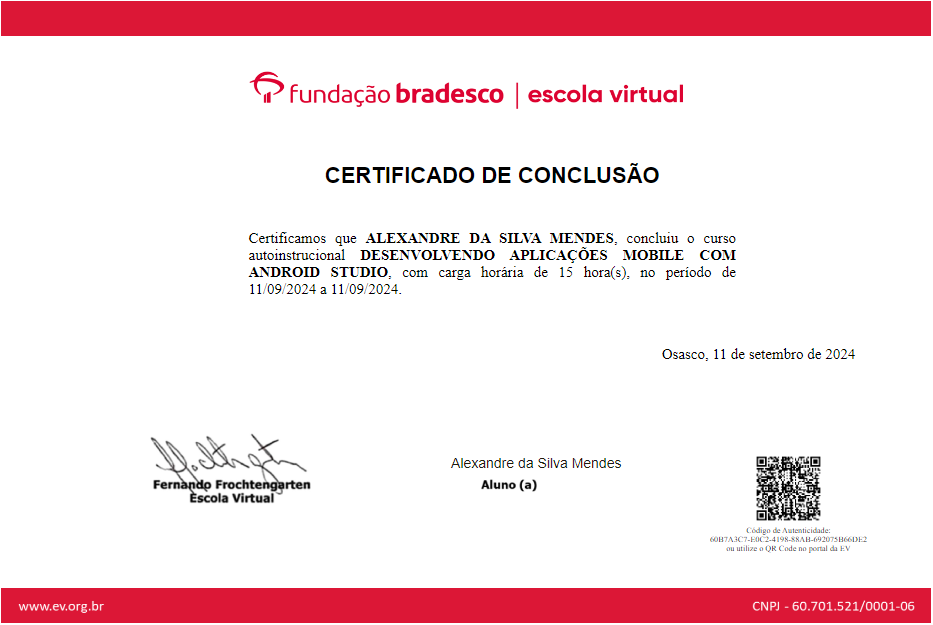 fundação bradesco | escola virtual
CERTIFICADO DE CONCLUSÃO
Certificamos que ALEXANDRE DA SILVA MENDES, concluiu o curso
autoinstrucional DESENVOLVENDO APLICAÇÕES MOBILE COM
ANDROID STUDIO, com carga horária de 15 hora(s), no período de
11/09/2024 a 11/09/2024.
Osasco, 11 de setembro de 2024
Fernando Frochtengarten
Escola Virtual
Alexandre da Silva Mendes
Aluno (a)
Código de Autenticidade:
60B7A3C7-E0C2-4198-88AB-692075B66DE2
ou utilize o QR Code no portal da EV
www.ev.org.br
CNPJ - 60.701.521/0001-06